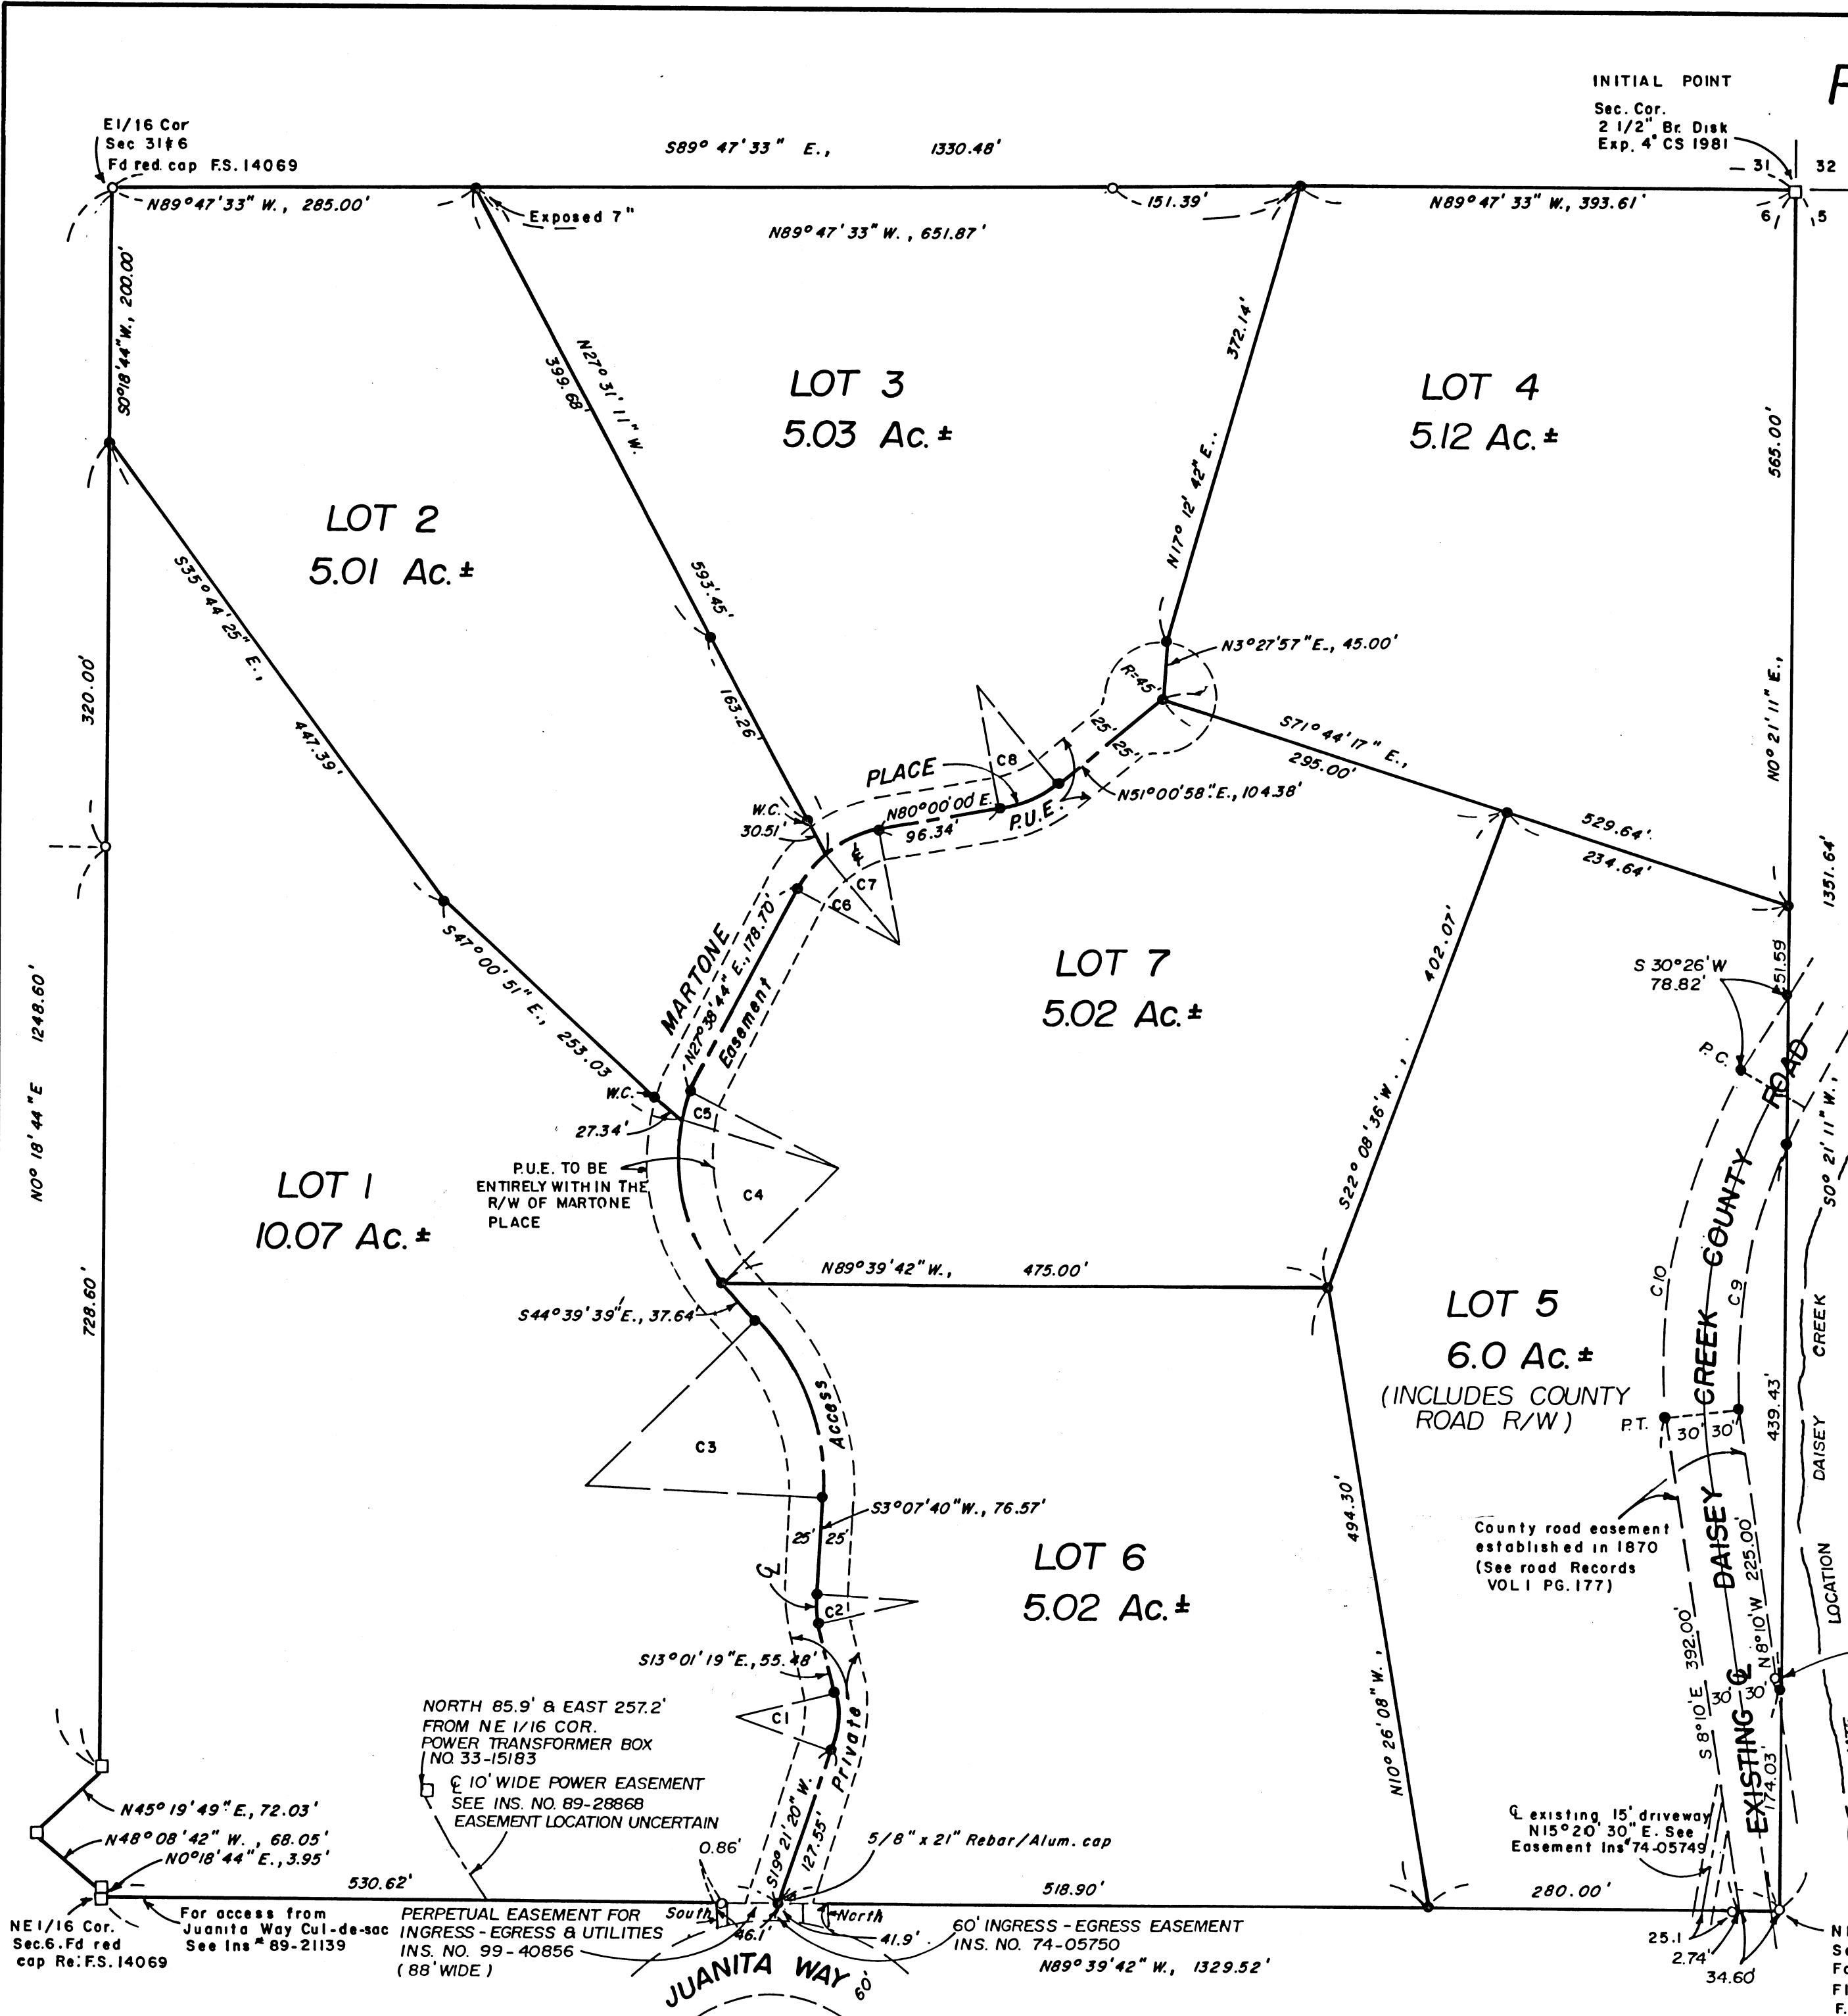 INITIAL POINT
Sec. Cor.
2 1/2" Br. Disk
Exp. 4" CS 1981
31 32
6 5
E1/16 Cor
Sec 31 6
Fd red cap F.S. 14069
S89° 47' 33" E., 1330.48'
N89° 47' 33" W., 285.00'
Exposed 7"
151.39'
N89° 47' 33" W., 393.61'
N89° 47' 33" W., 651.87'
S0°18'44" W., 200.00'
N27° 31' 11" W.
399.68'
372.14'
N17° 12' 42" E..
LOT 3
5.03 Ac. ±
LOT 4
5.12 Ac. ±
565.00'
LOT 2
5.01 Ac. ±
S35° 44' 25" E.,
447.39'
593.45'
163.26'
320.00'
N3° 27' 57" E., 45.00'
R=45'
N0° 21' 11" E.,
S71° 44' 17" E.,
295.00'
25' 25'
PLACE
C8
N51° 00' 58" E., 104.38'
N80° 00' 00 E.
96.34'
P.U.E.
W.C.
30.51'
C7
C6
529.64'
234.64'
1351.64'
402.07'
MARTONE
N27° 38' 44" E., 178.70'
Easement
LOT 7
5.02 Ac. ±
S47° 00' 51" E., 253.03
S 30° 26' W
78.82'
51.59
P.C.
ROAD
N0° 18' 44" E 1248.60'
W.C.
C5
27.34'
P.U.E. TO BE
ENTIRELY WITHIN THE
R/W OF MARTONE
PLACE
C4
S22° 08' 36" W.,
S0° 21' 11" W.,
LOT 1
10.07 Ac. ±
N89° 39' 42" W., 475.00'
728.60'
S44° 39' 39" E., 37.64'
LOT 5
6.0 Ac. ±
(INCLUDES COUNTY
ROAD R/W)
C10
C9
COUNTY
CREEK
P.T.
30' 30'
439.43'
CREEK
DAISEY
LOCATION
C3
Access
S3° 07' 40" W., 76.57'
25' 25'
494.30'
County road easement
established in 1870
(See road Records
VOL 1 PG. 177)
DAISEY
225.00'
N 8° 10' W
LOT 6
5.02 Ac. ±
C2
S13° 01' 19" E., 55.48'
C1
Private
S 8° 10' E 392.00'
30' 30'
EXISTING ℄
174.03'
N10° 26' 08" W.,
NORTH 85.9' & EAST 257.2'
FROM NE 1/16 COR.
POWER TRANSFORMER BOX
NO. 33-15183
℄ 10' WIDE POWER EASEMENT
SEE INS. NO. 89-28868
EASEMENT LOCATION UNCERTAIN
N45° 19' 49" E., 72.03'
N48° 08' 42" W., 68.05'
N0° 18' 44" E., 3.95'
S19° 21' 20" W.
127.55'
0.86'
5/8" x 21" Rebar/Alum. cap
℄ existing 15' driveway
N15° 20' 30" E. See
Easement Ins # 74-05749
530.62'
518.90'
280.00'
NE1/16 Cor.
Sec.6. Fd red
cap Re: F.S. 14069
For access from
Juanita Way Cul-de-sac
See Ins # 89-21139
PERPETUAL EASEMENT FOR
INGRESS - EGRESS & UTILITIES
INS. NO. 99-40856
(88' WIDE)
South
North
46.1'
41.9'
60' INGRESS - EGRESS EASEMENT
INS. NO. 74-05750
N89° 39' 42" W., 1329.52'
JUANITA WAY
60'
25.1
2.74'
34.60'